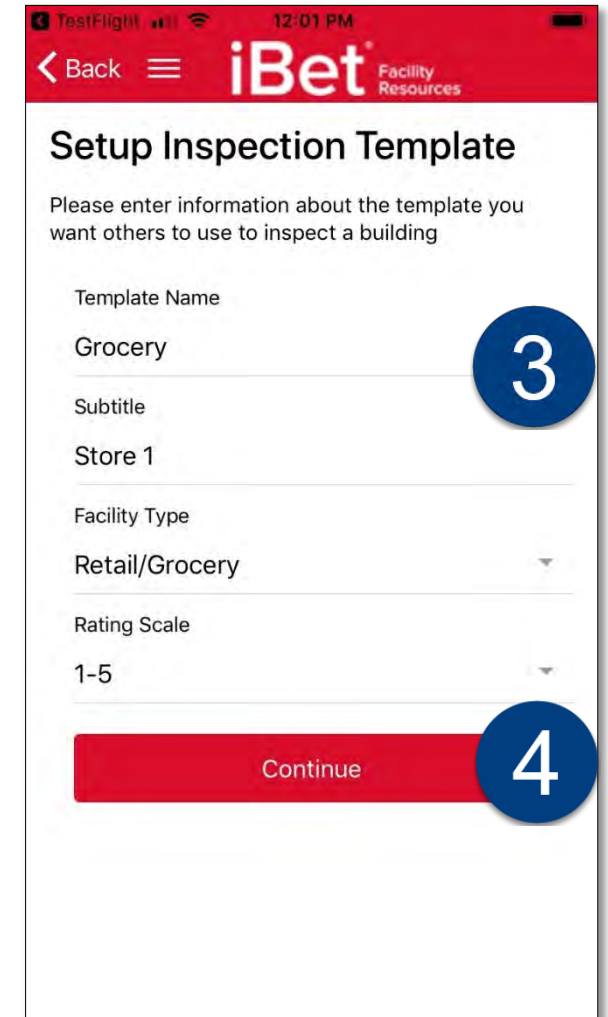 TestFlight 12:01 PM
Back iBet® Facility Resources
Setup Inspection Template
Please enter information about the template you
want others to use to inspect a building
Template Name
Grocery
3
Subtitle
Store 1
Facility Type
Retail/Grocery
Rating Scale
1-5
Continue
4